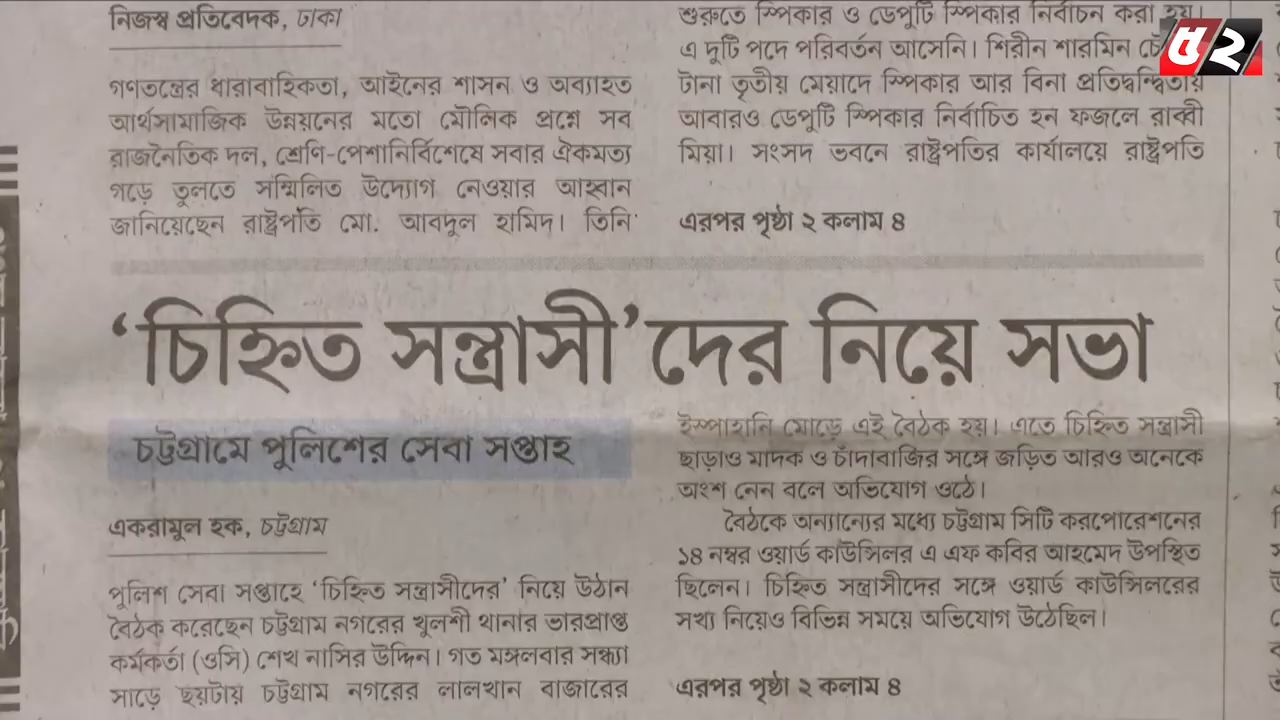 নিজস্ব প্রতিবেদক, ঢাকা
গণতন্ত্রের ধারাবাহিকতা, আইনের শাসন ও অব্যাহত
আর্থসামাজিক উন্নয়নের মতো মৌলিক প্রশ্নে সব
রাজনৈতিক দল, শ্রেণি-পেশানির্বিশেষে সবার ঐকমত্য
গড়ে তুলতে সম্মিলিত উদ্যোগ নেওয়ার আহ্বান
জানিয়েছেন রাষ্ট্রপতি মো. আবদুল হামিদ। তিনি
শুরুতে স্পিকার ও ডেপুটি স্পিকার নির্বাচন করা হয়।
এ দুটি পদে পরিবর্তন আসেনি। শিরীন শারমিন
টানা তৃতীয় মেয়াদে স্পিকার আর বিনা প্রতিদ্বন্দ্বিতায়
আবারও ডেপুটি স্পিকার নির্বাচিত হন ফজলে রাব্বী
মিয়া। সংসদ ভবনে রাষ্ট্রপতির কার্যালয়ে রাষ্ট্রপতি
এরপর পৃষ্ঠা ২ কলাম ৪
‘চিহ্নিত সন্ত্রাসী’দের নিয়ে সভা
চট্টগ্রামে পুলিশের সেবা সপ্তাহ
একরামুল হক, চট্টগ্রাম
পুলিশ সেবা সপ্তাহে ‘চিহ্নিত সন্ত্রাসীদের’ নিয়ে উঠান
বৈঠক করেছেন চট্টগ্রাম নগরের খুলশী থানার ভারপ্রাপ্ত
কর্মকর্তা (ওসি) শেখ নাসির উদ্দিন। গত মঙ্গলবার সন্ধ্যা
সাড়ে ছয়টায় চট্টগ্রাম নগরের লালখান বাজারের
ইস্পাহানি মোড়ে এই বৈঠক হয়। এতে চিহ্নিত সন্ত্রাসী
ছাড়াও মাদক ও চাঁদাবাজির সঙ্গে জড়িত আরও অনেকে
অংশ নেন বলে অভিযোগ ওঠে।
বৈঠকে অন্যান্যের মধ্যে চট্টগ্রাম সিটি করপোরেশনের
১৪ নম্বর ওয়ার্ড কাউন্সিলর এ এফ কবির আহমেদ উপস্থিত
ছিলেন। চিহ্নিত সন্ত্রাসীদের সঙ্গে ওয়ার্ড কাউন্সিলরের
সখ্য নিয়েও বিভিন্ন সময়ে অভিযোগ উঠেছিল।
এরপর পৃষ্ঠা ২ কলাম ৪